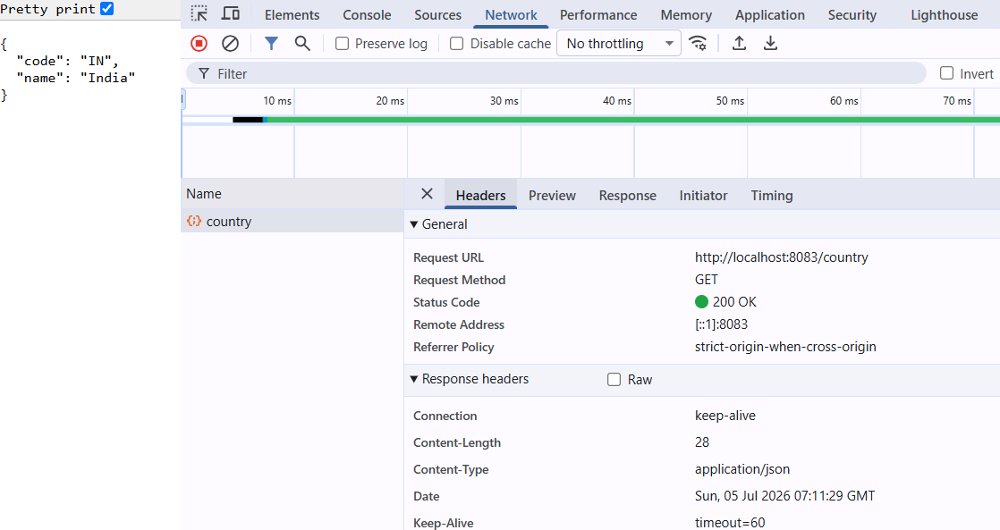 Pretty print
{
  "code": "IN",
  "name": "India"
}
Elements Console Sources Network Performance Memory Application Security Lighthouse
Preserve log Disable cache No throttling
Filter Invert
10 ms 20 ms 30 ms 40 ms 50 ms 60 ms 70 ms
Name
country
Headers Preview Response Initiator Timing
General
Request URL http://localhost:8083/country
Request Method GET
Status Code 200 OK
Remote Address [::1]:8083
Referrer Policy strict-origin-when-cross-origin
Response headers Raw
Connection keep-alive
Content-Length 28
Content-Type application/json
Date Sun, 05 Jul 2026 07:11:29 GMT
Keep-Alive timeout=60